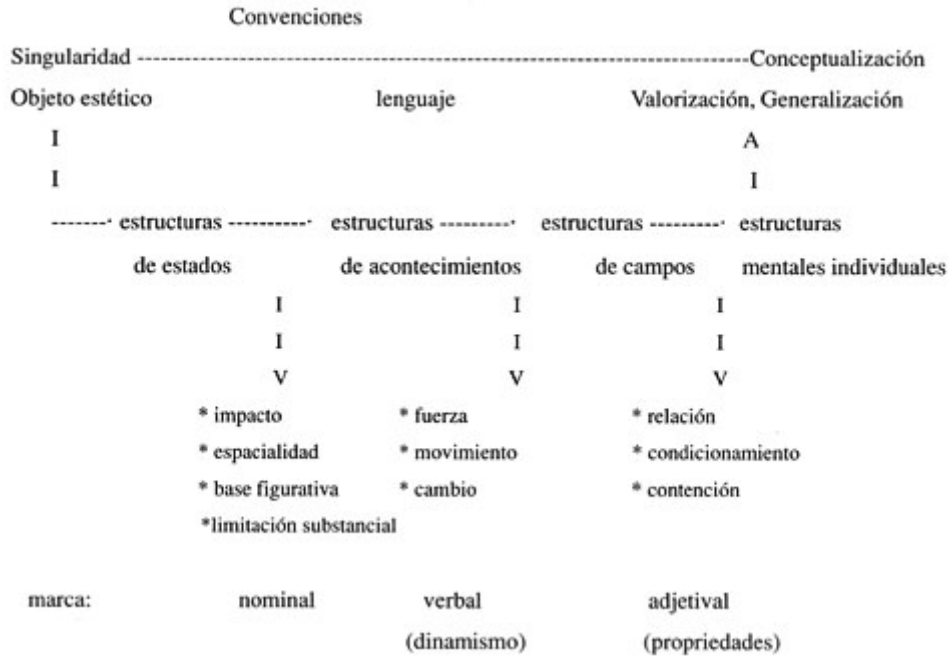 Convenciones
Singularidad -----------------------------------------------------------------------------Conceptualización
Objeto estético lenguaje Valorización, Generalización
I A
I I
-------· estructuras ----------· estructuras ---------· estructuras ---------· estructuras
de estados de acontecimientos de campos mentales individuales
I I I
I I I
V V V
* impacto * fuerza * relación
* espacialidad * movimiento * condicionamiento
* base figurativa * cambio * contención
*limitación substancial
marca: nominal verbal adjetival
(dinamismo) (propriedades)